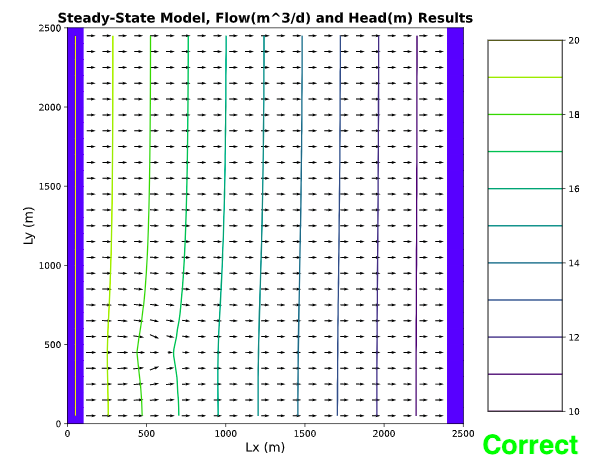 Steady-State Model, Flow(m^3/d) and Head(m) Results
2500
2000
1500
1000
500
0
Ly (m)
0 500 1000 1500 2000 2500
Lx (m)
20
18
16
14
12
10
Correct